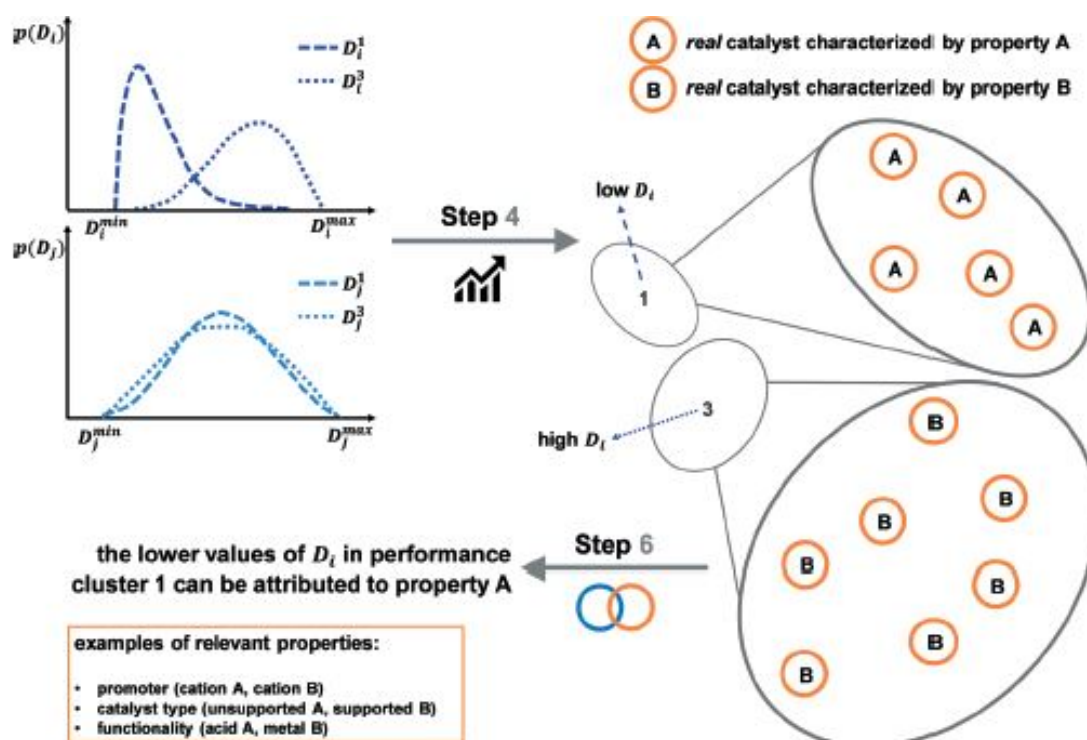 p(D_i)
D_i^1
D_i^3
D_i^min
D_i^max
p(D_j)
D_j^1
D_j^3
D_j^min
D_j^max
Step 4
A real catalyst characterized by property A
B real catalyst characterized by property B
low D_i
1
A
A
A
A
A
3
high D_i
B
B
B
B
B
B
B
Step 6
the lower values of D_i in performance
cluster 1 can be attributed to property A
examples of relevant properties:
• promoter (cation A, cation B)
• catalyst type (unsupported A, supported B)
• functionality (acid A, metal B)